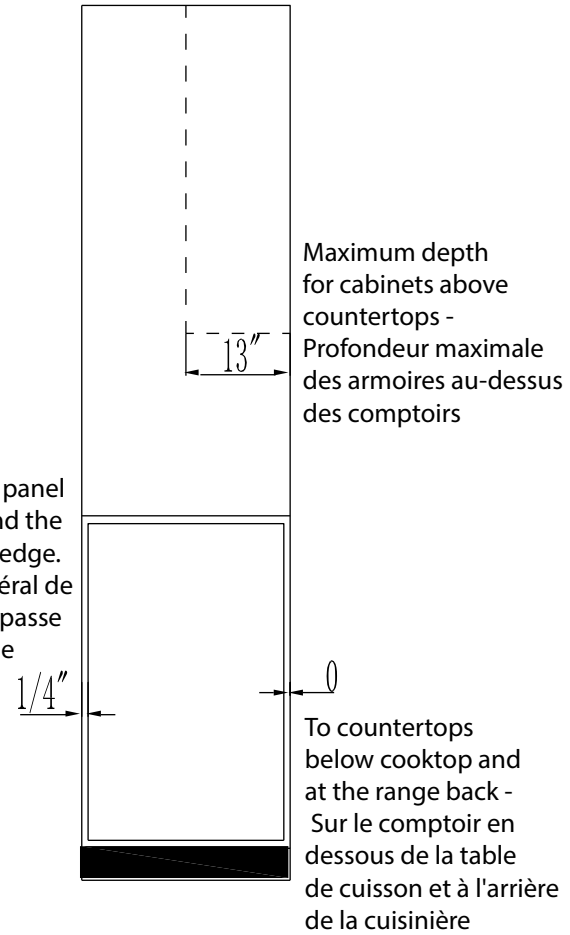 Maximum depth
for cabinets above
countertops -
Profondeur maximale
des armoires au-dessus
des comptoirs
13"
panel
nd the
edge.
éral de
passe
e
1/4"
0
To countertops
below cooktop and
at the range back -
Sur le comptoir en
dessous de la table
de cuisson et à l'arrière
de la cuisinière